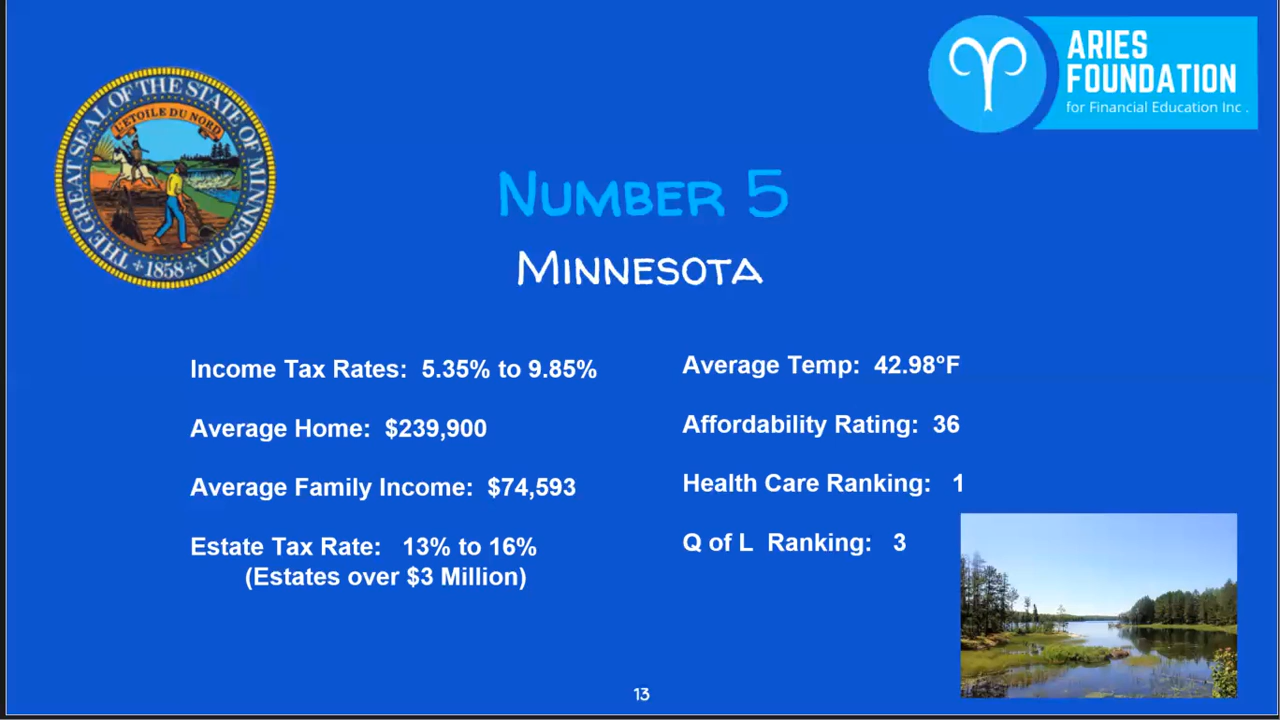 THE GREAT SEAL OF THE STATE OF MINNESOTA
L'ETOILE DU NORD
1858
ARIES
FOUNDATION
for Financial Education Inc .
NUMBER 5
MINNESOTA
Income Tax Rates: 5.35% to 9.85%
Average Home: $239,900
Average Family Income: $74,593
Estate Tax Rate: 13% to 16%
(Estates over $3 Million)
Average Temp: 42.98°F
Affordability Rating: 36
Health Care Ranking: 1
Q of L Ranking: 3
13